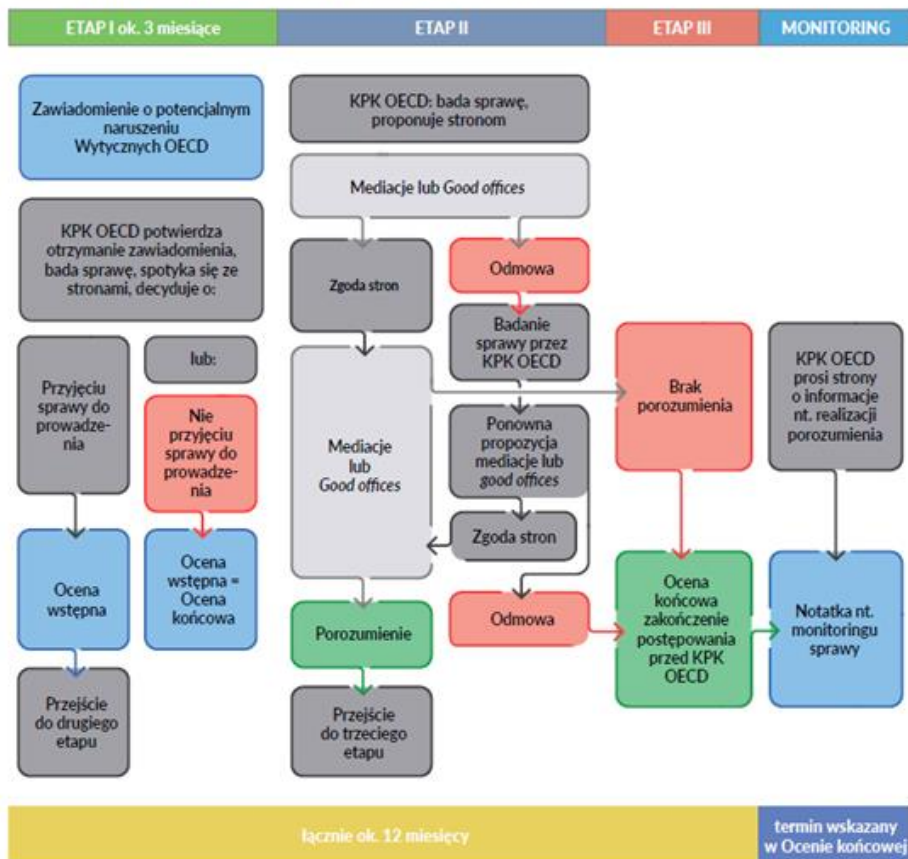 ETAP I ok. 3 miesiące
ETAP II
ETAP III
MONITORING
Zawiadomienie o potencjalnym
naruszeniu
Wytycznych OECD
KPK OECD potwierdza
otrzymanie zawiadomienia,
bada sprawę, spotyka się ze
stronami, decyduje o:
Przyjęciu
sprawy do
prowadze-
nia
lub:
Nie
przyjęciu
sprawy do
prowadze-
nia
Ocena
wstępna
Ocena
wstępna =
Ocena
końcowa
Przejście
do drugiego
etapu
KPK OECD: bada sprawę,
proponuje stronom
Mediacje lub Good offices
Zgoda stron
Odmowa
Badanie
sprawy przez
KPK OECD
Mediacje
lub
Good offices
Ponowna
propozycja
mediacje lub
good offices
Zgoda stron
Porozumienie
Odmowa
Przejście
do trzeciego
etapu
Brak
porozumienia
Ocena
końcowa
zakończenie
postępowania
przed KPK
OECD
KPK OECD
prosi strony
o informacje
nt. realizacji
porozumienia
Notatka nt.
monitoringu
sprawy
łącznie ok. 12 miesięcy
termin wskazany
w Ocenie końcowej